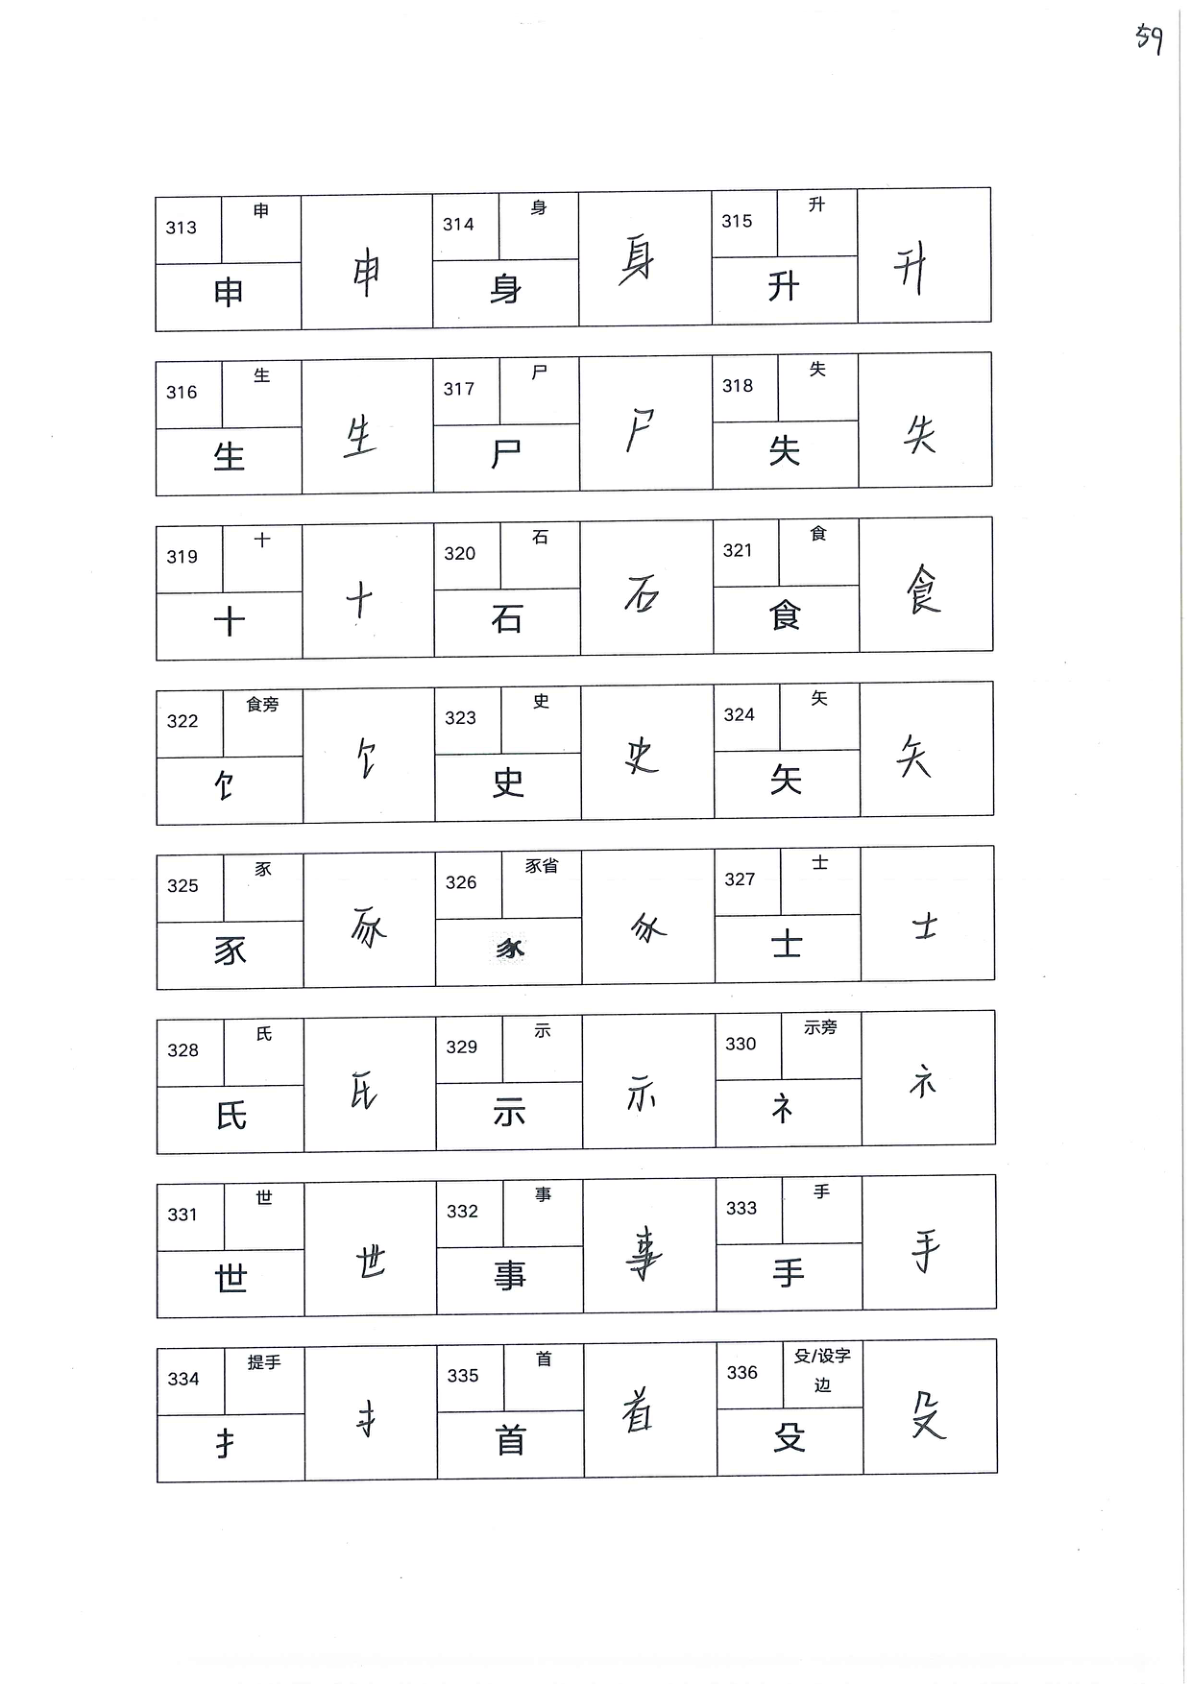 59
313 申 申 申
314 身 身 身
315 升 升 升
316 生 生 生
317 尸 尸 尸
318 失 失 失
319 十 十 十
320 石 石 石
321 食 食 食
322 食旁 饣 饣
323 史 史 史
324 矢 矢 矢
325 豕 豕 豕
326 豕省
327 士 士 士
328 氏 氏 氏
329 示 示 示
330 示旁 礻 礻
331 世 世 世
332 事 事 事
333 手 手 手
334 提手 扌 扌
335 首 首 首
336 殳/设字边 殳 殳